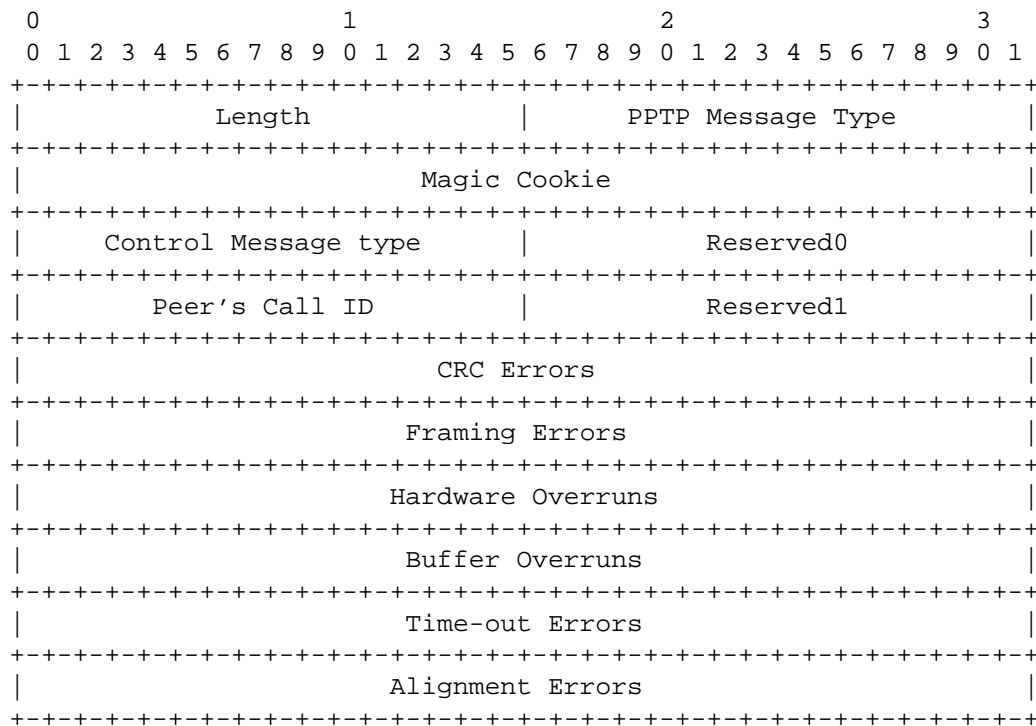 0                   1                   2                   3
0 1 2 3 4 5 6 7 8 9 0 1 2 3 4 5 6 7 8 9 0 1 2 3 4 5 6 7 8 9 0 1
+-+-+-+-+-+-+-+-+-+-+-+-+-+-+-+-+-+-+-+-+-+-+-+-+-+-+-+-+-+-+-+-+
|            Length             |      PPTP Message Type        |
+-+-+-+-+-+-+-+-+-+-+-+-+-+-+-+-+-+-+-+-+-+-+-+-+-+-+-+-+-+-+-+-+
|                         Magic Cookie                          |
+-+-+-+-+-+-+-+-+-+-+-+-+-+-+-+-+-+-+-+-+-+-+-+-+-+-+-+-+-+-+-+-+
|     Control Message type      |           Reserved0           |
+-+-+-+-+-+-+-+-+-+-+-+-+-+-+-+-+-+-+-+-+-+-+-+-+-+-+-+-+-+-+-+-+
|        Peer’s Call ID         |           Reserved1           |
+-+-+-+-+-+-+-+-+-+-+-+-+-+-+-+-+-+-+-+-+-+-+-+-+-+-+-+-+-+-+-+-+
|                          CRC Errors                           |
+-+-+-+-+-+-+-+-+-+-+-+-+-+-+-+-+-+-+-+-+-+-+-+-+-+-+-+-+-+-+-+-+
|                        Framing Errors                         |
+-+-+-+-+-+-+-+-+-+-+-+-+-+-+-+-+-+-+-+-+-+-+-+-+-+-+-+-+-+-+-+-+
|                       Hardware Overruns                       |
+-+-+-+-+-+-+-+-+-+-+-+-+-+-+-+-+-+-+-+-+-+-+-+-+-+-+-+-+-+-+-+-+
|                        Buffer Overruns                        |
+-+-+-+-+-+-+-+-+-+-+-+-+-+-+-+-+-+-+-+-+-+-+-+-+-+-+-+-+-+-+-+-+
|                        Time-out Errors                        |
+-+-+-+-+-+-+-+-+-+-+-+-+-+-+-+-+-+-+-+-+-+-+-+-+-+-+-+-+-+-+-+-+
|                       Alignment Errors                        |
+-+-+-+-+-+-+-+-+-+-+-+-+-+-+-+-+-+-+-+-+-+-+-+-+-+-+-+-+-+-+-+-+